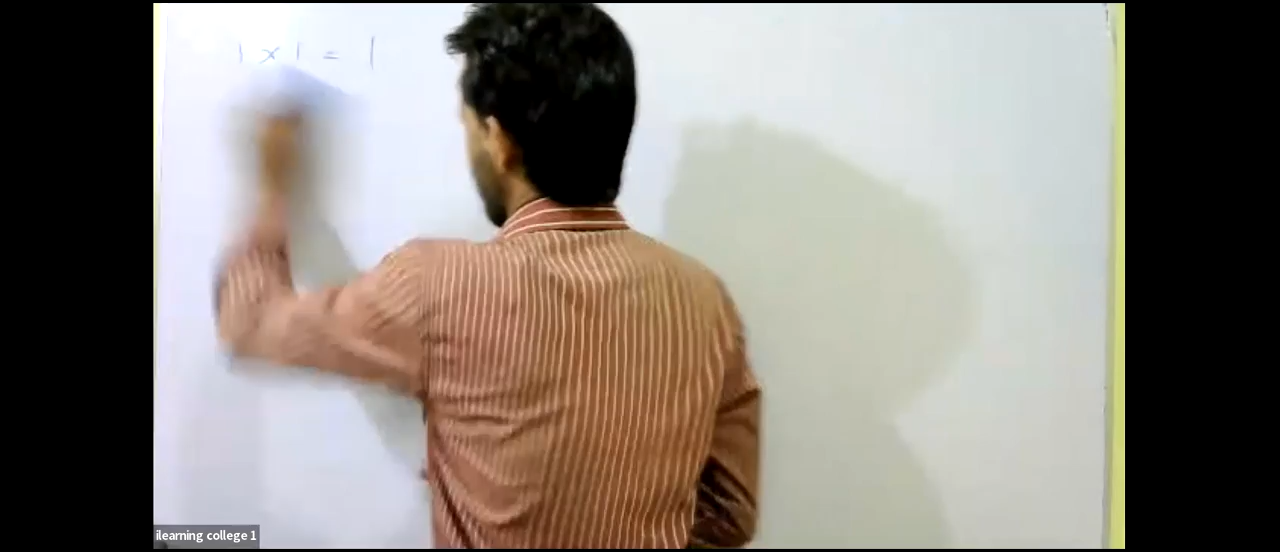 1 × 1 = 1
ilearning college 1